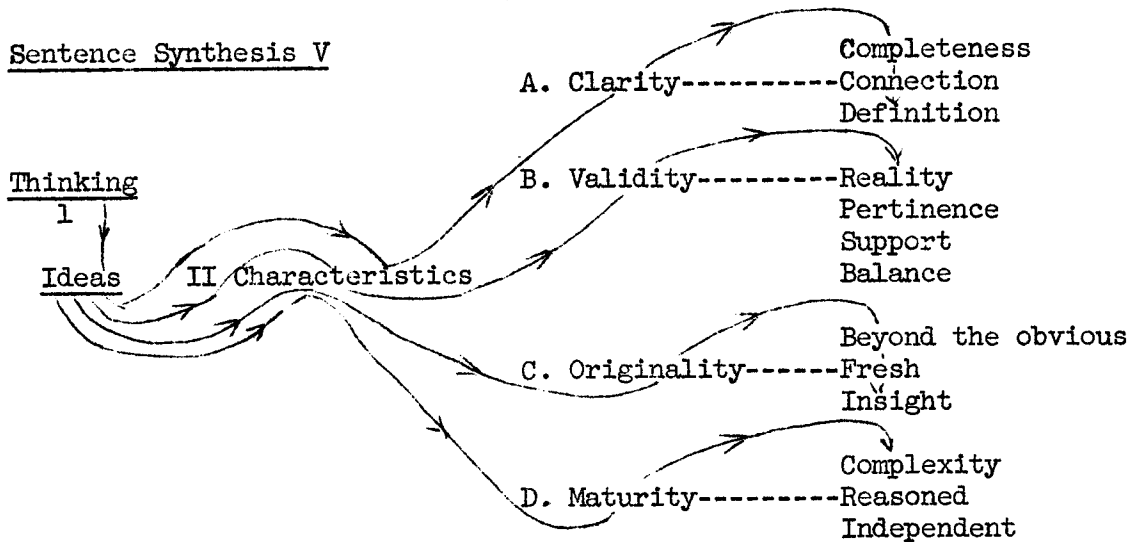 Sentence Synthesis V
Completeness
A. Clarity---------Connection
Definition
Thinking
1
B. Validity---------Reality
Pertinence
Support
Balance
Ideas
II Characteristics
Beyond the obvious
C. Originality------Fresh
Insight
Complexity
D. Maturity---------Reasoned
Independent